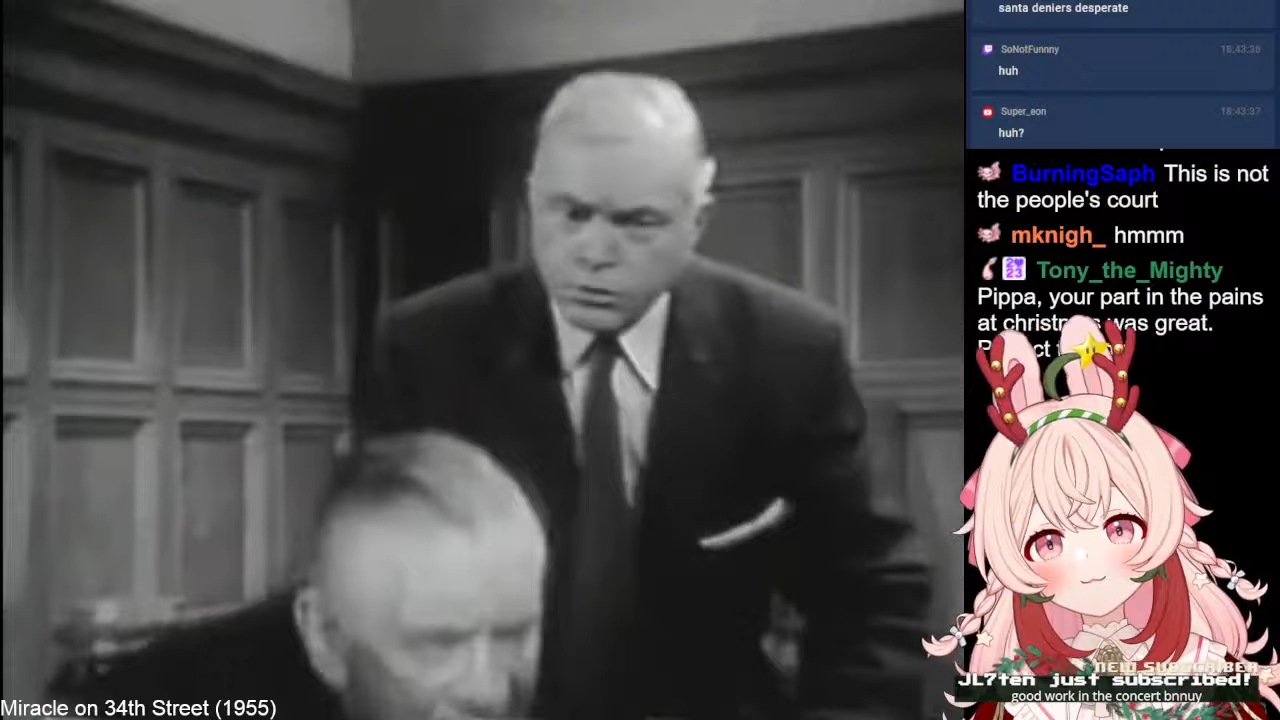 santa deniers desperate
SoNotFunnny 18:43:36
huh
Super_eon 18:43:37
huh?
BurningSaph This is not
the people's court
mknigh_ hmmm
Tony_the_Mighty
Pippa, your part in the pains
at christmas was great.
NEW SUBSCRIBER
JL7ten just subscribed!
good work in the concert bnnuy
Miracle on 34th Street (1955)